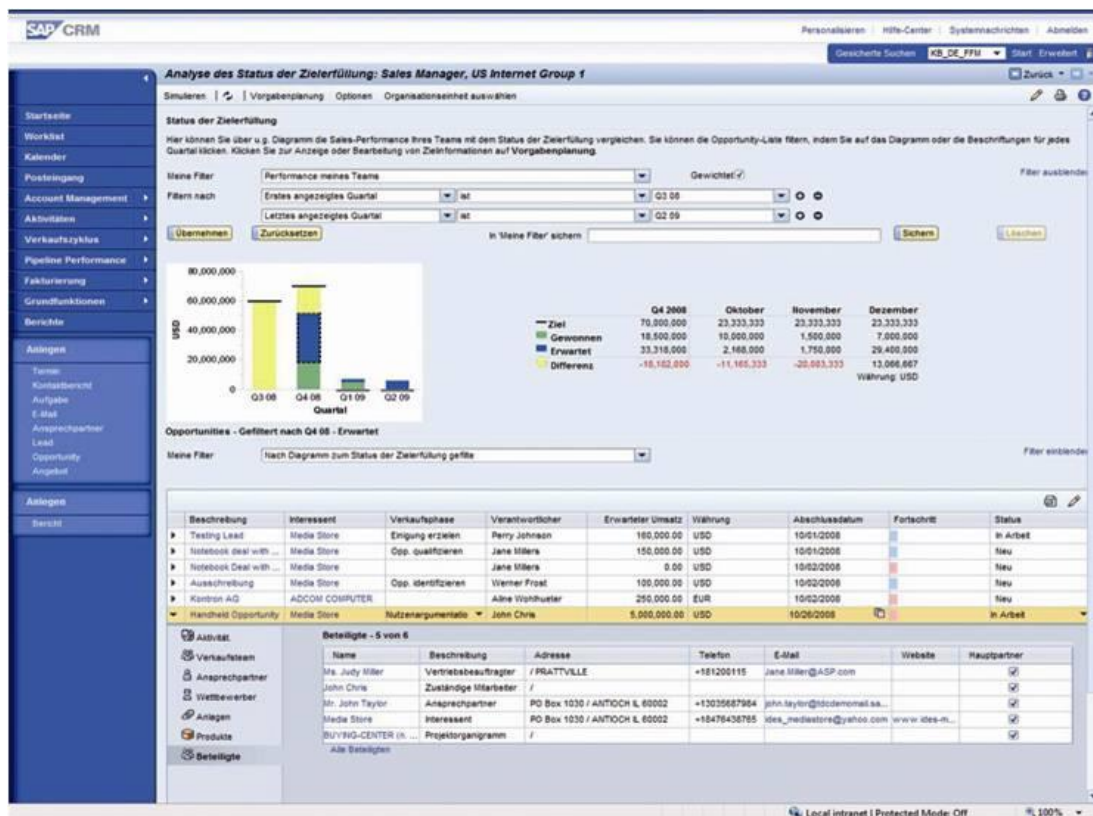 SAP CRM
Personalisieren Hilfe-Center Systemnachrichten Abmelden
Gesicherte Suchen KB_DE_FFM Start Erweitert
Analyse des Status der Zielerfüllung: Sales Manager, US Internet Group 1
Zurück
Simulieren Vorgabenplanung Optionen Organisationseinheit auswählen
Startseite
Worklist
Kalender
Posteingang
Account Management
Aktivitäten
Verkaufszyklus
Pipeline Performance
Fakturierung
Grundfunktionen
Berichte
Anlegen
Termin
Kontaktbericht
Aufgabe
E-Mail
Ansprechpartner
Lead
Opportunity
Angebot
Anlegen
Bericht
Status der Zielerfüllung
Hier können Sie über u.g. Diagramm die Sales-Performance Ihres Teams mit dem Status der Zielerfüllung vergleichen. Sie können die Opportunity-Liste filtern, indem Sie auf das Diagramm oder die Beschriftungen für jedes
Quartal klicken. Klicken Sie zur Anzeige oder Bearbeitung von Zielinformationen auf Vorgabenplanung.
Meine Filter Performance meines Teams Gewichtet Filter ausblenden
Filtern nach Erstes angezeigtes Quartal ist Q3 08
Letztes angezeigtes Quartal ist Q2 09
Übernehmen Zurücksetzen In 'Meine Filter' sichern Sichern Löschen
80,000,000
60,000,000
40,000,000
20,000,000
0
USD
Q3 08 Q4 08 Q1 09 Q2 09
Quartal
Q4 2008 Oktober November Dezember
Ziel 70,000,000 23,333,333 23,333,333 23,333,333
Gewonnen 18,500,000 10,000,000 1,500,000 7,000,000
Erwartet 33,318,000 2,168,000 1,750,000 29,400,000
Differenz -18,182,000 -11,165,333 -20,083,333 13,066,667
Währung: USD
Opportunities - Gefiltert nach Q4 08 - Erwartet
Meine Filter Nach Diagramm zum Status der Zielerfüllung gefilte Filter einblenden
Beschreibung Interessent Verkaufsphase Verantwortlicher Erwarteter Umsatz Währung Abschlussdatum Fortschritt Status
Testing Lead Media Store Einigung erzielen Perry Johnson 160,000.00 USD 10/01/2008 In Arbeit
Notebook deal with ... Media Store Opp. qualifizieren Jane Millers 150,000.00 USD 10/01/2008 Neu
Notebook Deal with ... Media Store Jane Millers 0.00 USD 10/02/2008 Neu
Ausschreibung Media Store Opp. identifizieren Werner Frost 100,000.00 USD 10/02/2008 Neu
Kontron AG ADCOM COMPUTER Aline Wohlhueter 250,000.00 EUR 10/02/2008 Neu
Handheld Opportunity Media Store Nutzenargumentatio John Chris 5,000,000.00 USD 10/26/2008 In Arbeit
Aktivität.
Verkaufsteam
Ansprechpartner
Wettbewerber
Anlagen
Produkte
Beteiligte
Beteiligte - 5 von 6
Name Beschreibung Adresse Telefon E-Mail Website Hauptpartner
Ms. Judy Miller Vertriebsbeauftragter / PRATTVILLE +181200115 Jane.Miller@ASP.com
John Chris Zuständige Mitarbeiter /
Mr. John Taylor Ansprechpartner PO Box 1030 / ANTIOCH IL 60002 +13035687984 john.taylor@tdcdemomail.sa...
Media Store Interessent PO Box 1030 / ANTIOCH IL 60002 +18476438765 ides_mediastore@yahoo.com www.ides-m...
BUYING-CENTER (n. ... Projektorganigramm /
Alle Beteiligten
Local intranet | Protected Mode: Off 100%